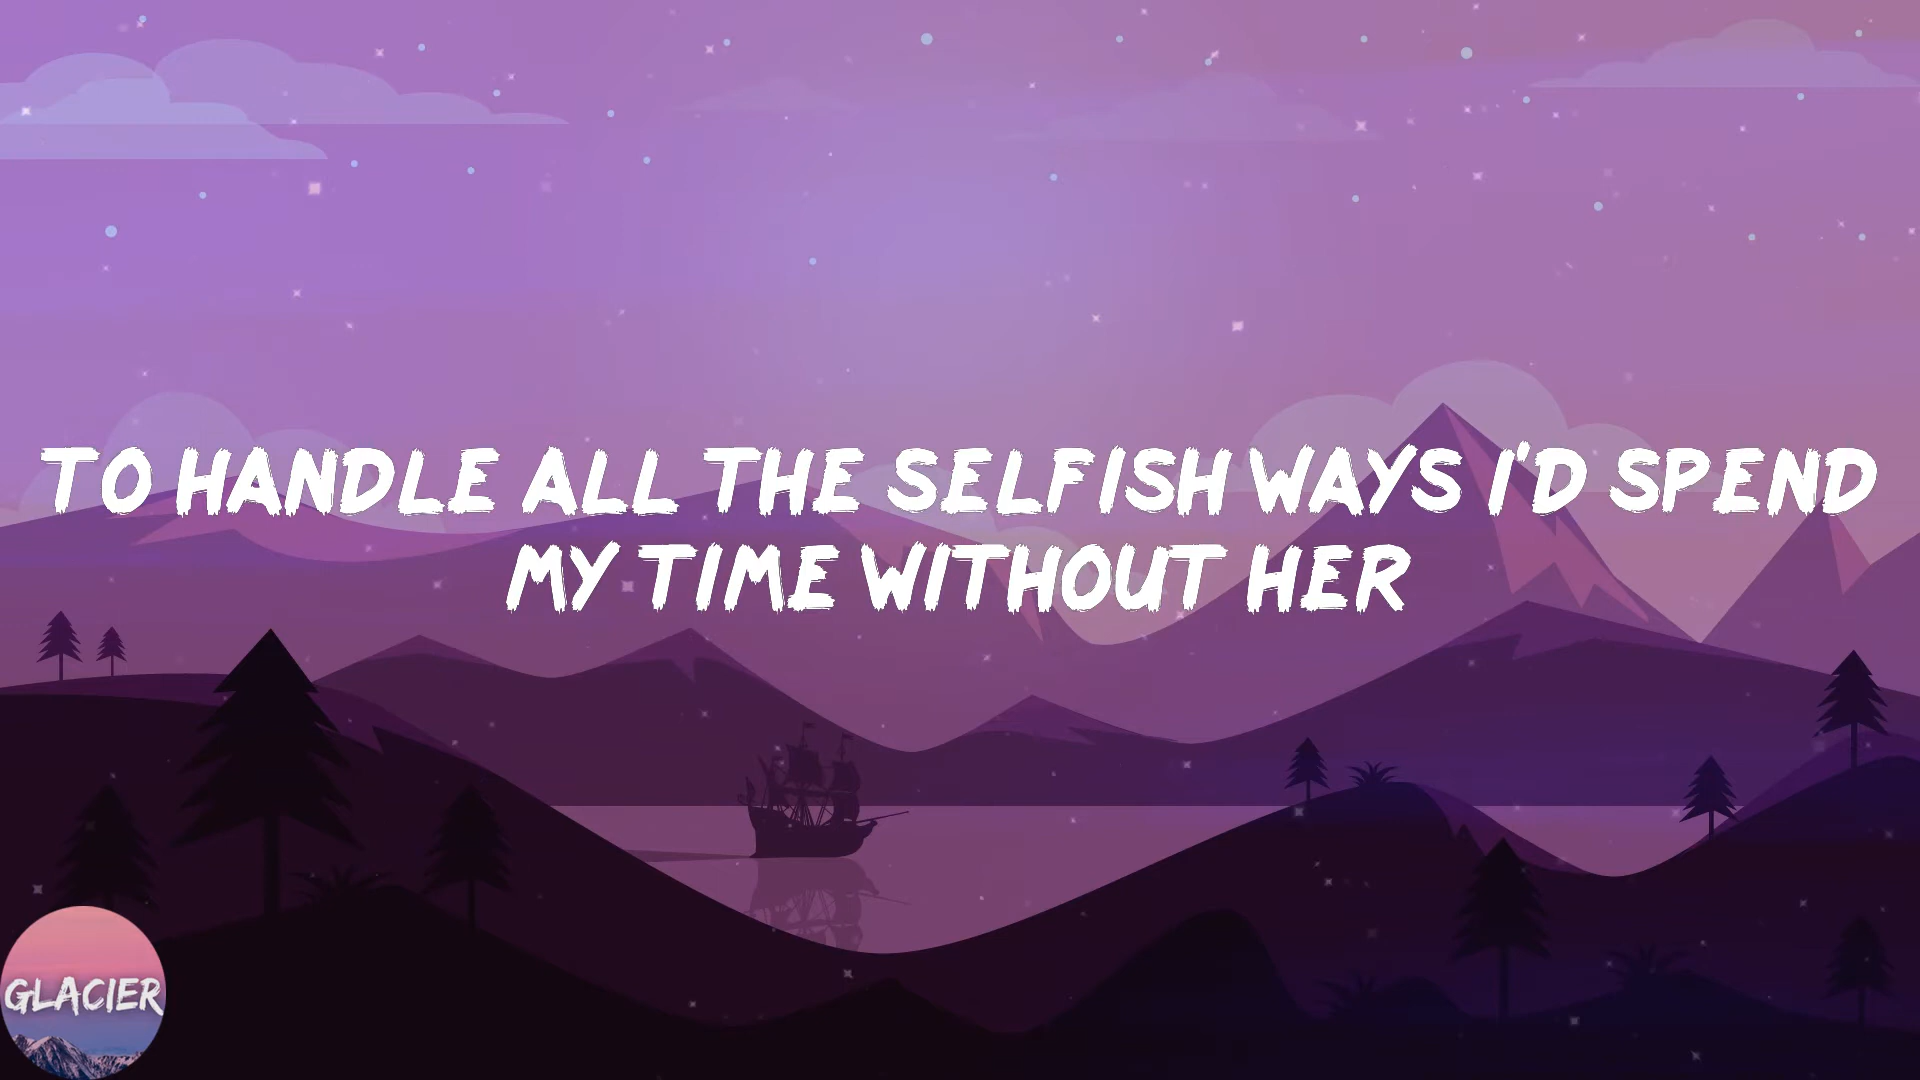 TO HANDLE ALL THE SELFISH WAYS I'D SPEND
MY TIME WITHOUT HER
GLACIER